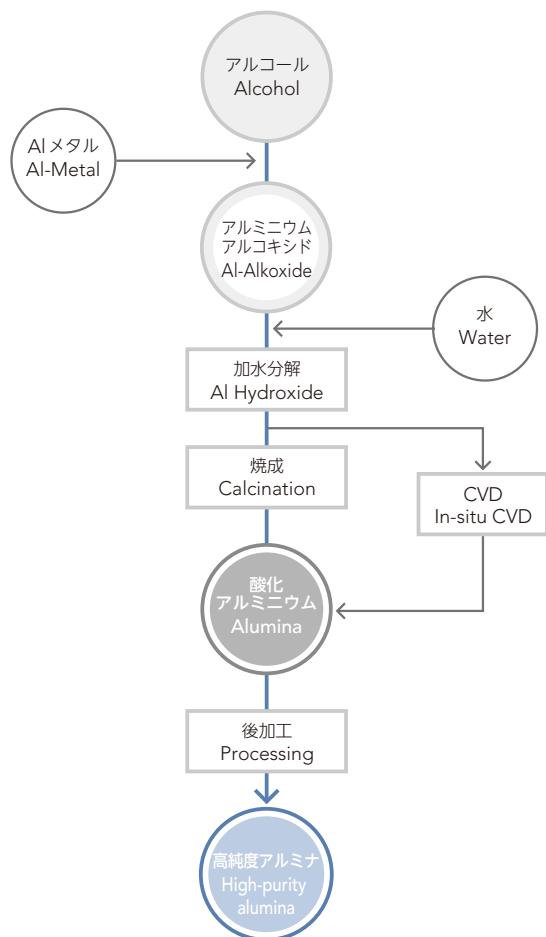 アルコール
Alcohol
Alメタル
Al-Metal
アルミニウム
アルコキシド
Al-Alkoxide
水
Water
加水分解
Al Hydroxide
焼成
Calcination
CVD
In-situ CVD
酸化
アルミニウム
Alumina
後加工
Processing
高純度アルミナ
High-purity
alumina